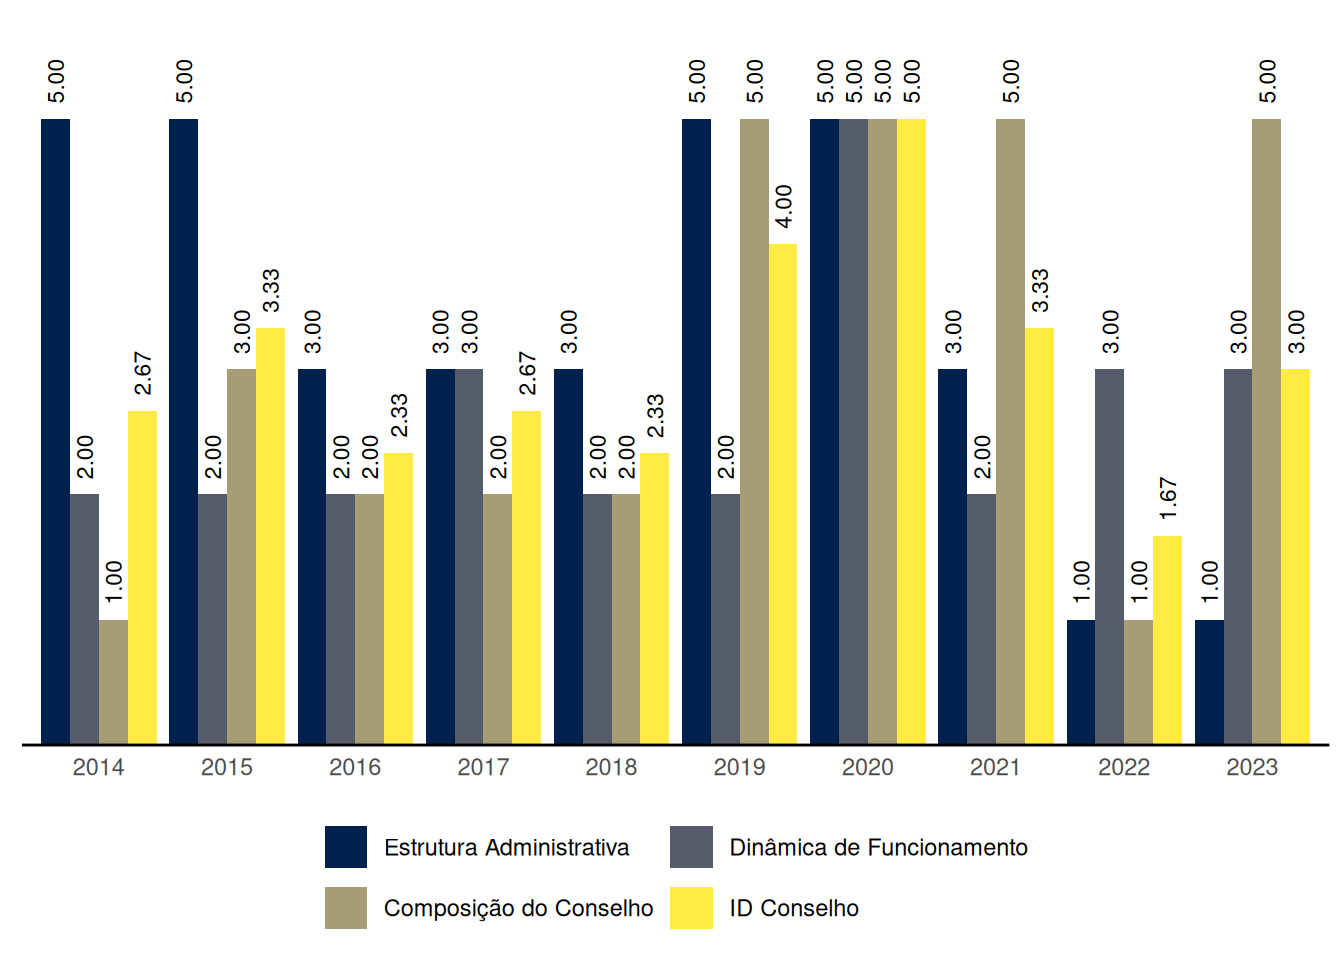 5.00 2.00 1.00 2.67 5.00 2.00 3.00 3.33 3.00 2.00 2.00 2.33 3.00 3.00 2.00 2.67 3.00 2.00 2.00 2.33 5.00 2.00 5.00 4.00 5.00 5.00 5.00 5.00 3.00 2.00 5.00 3.33 1.00 3.00 1.00 1.67 1.00 3.00 5.00 3.00
2014 2015 2016 2017 2018 2019 2020 2021 2022 2023
Estrutura Administrativa Dinâmica de Funcionamento
Composição do Conselho ID Conselho